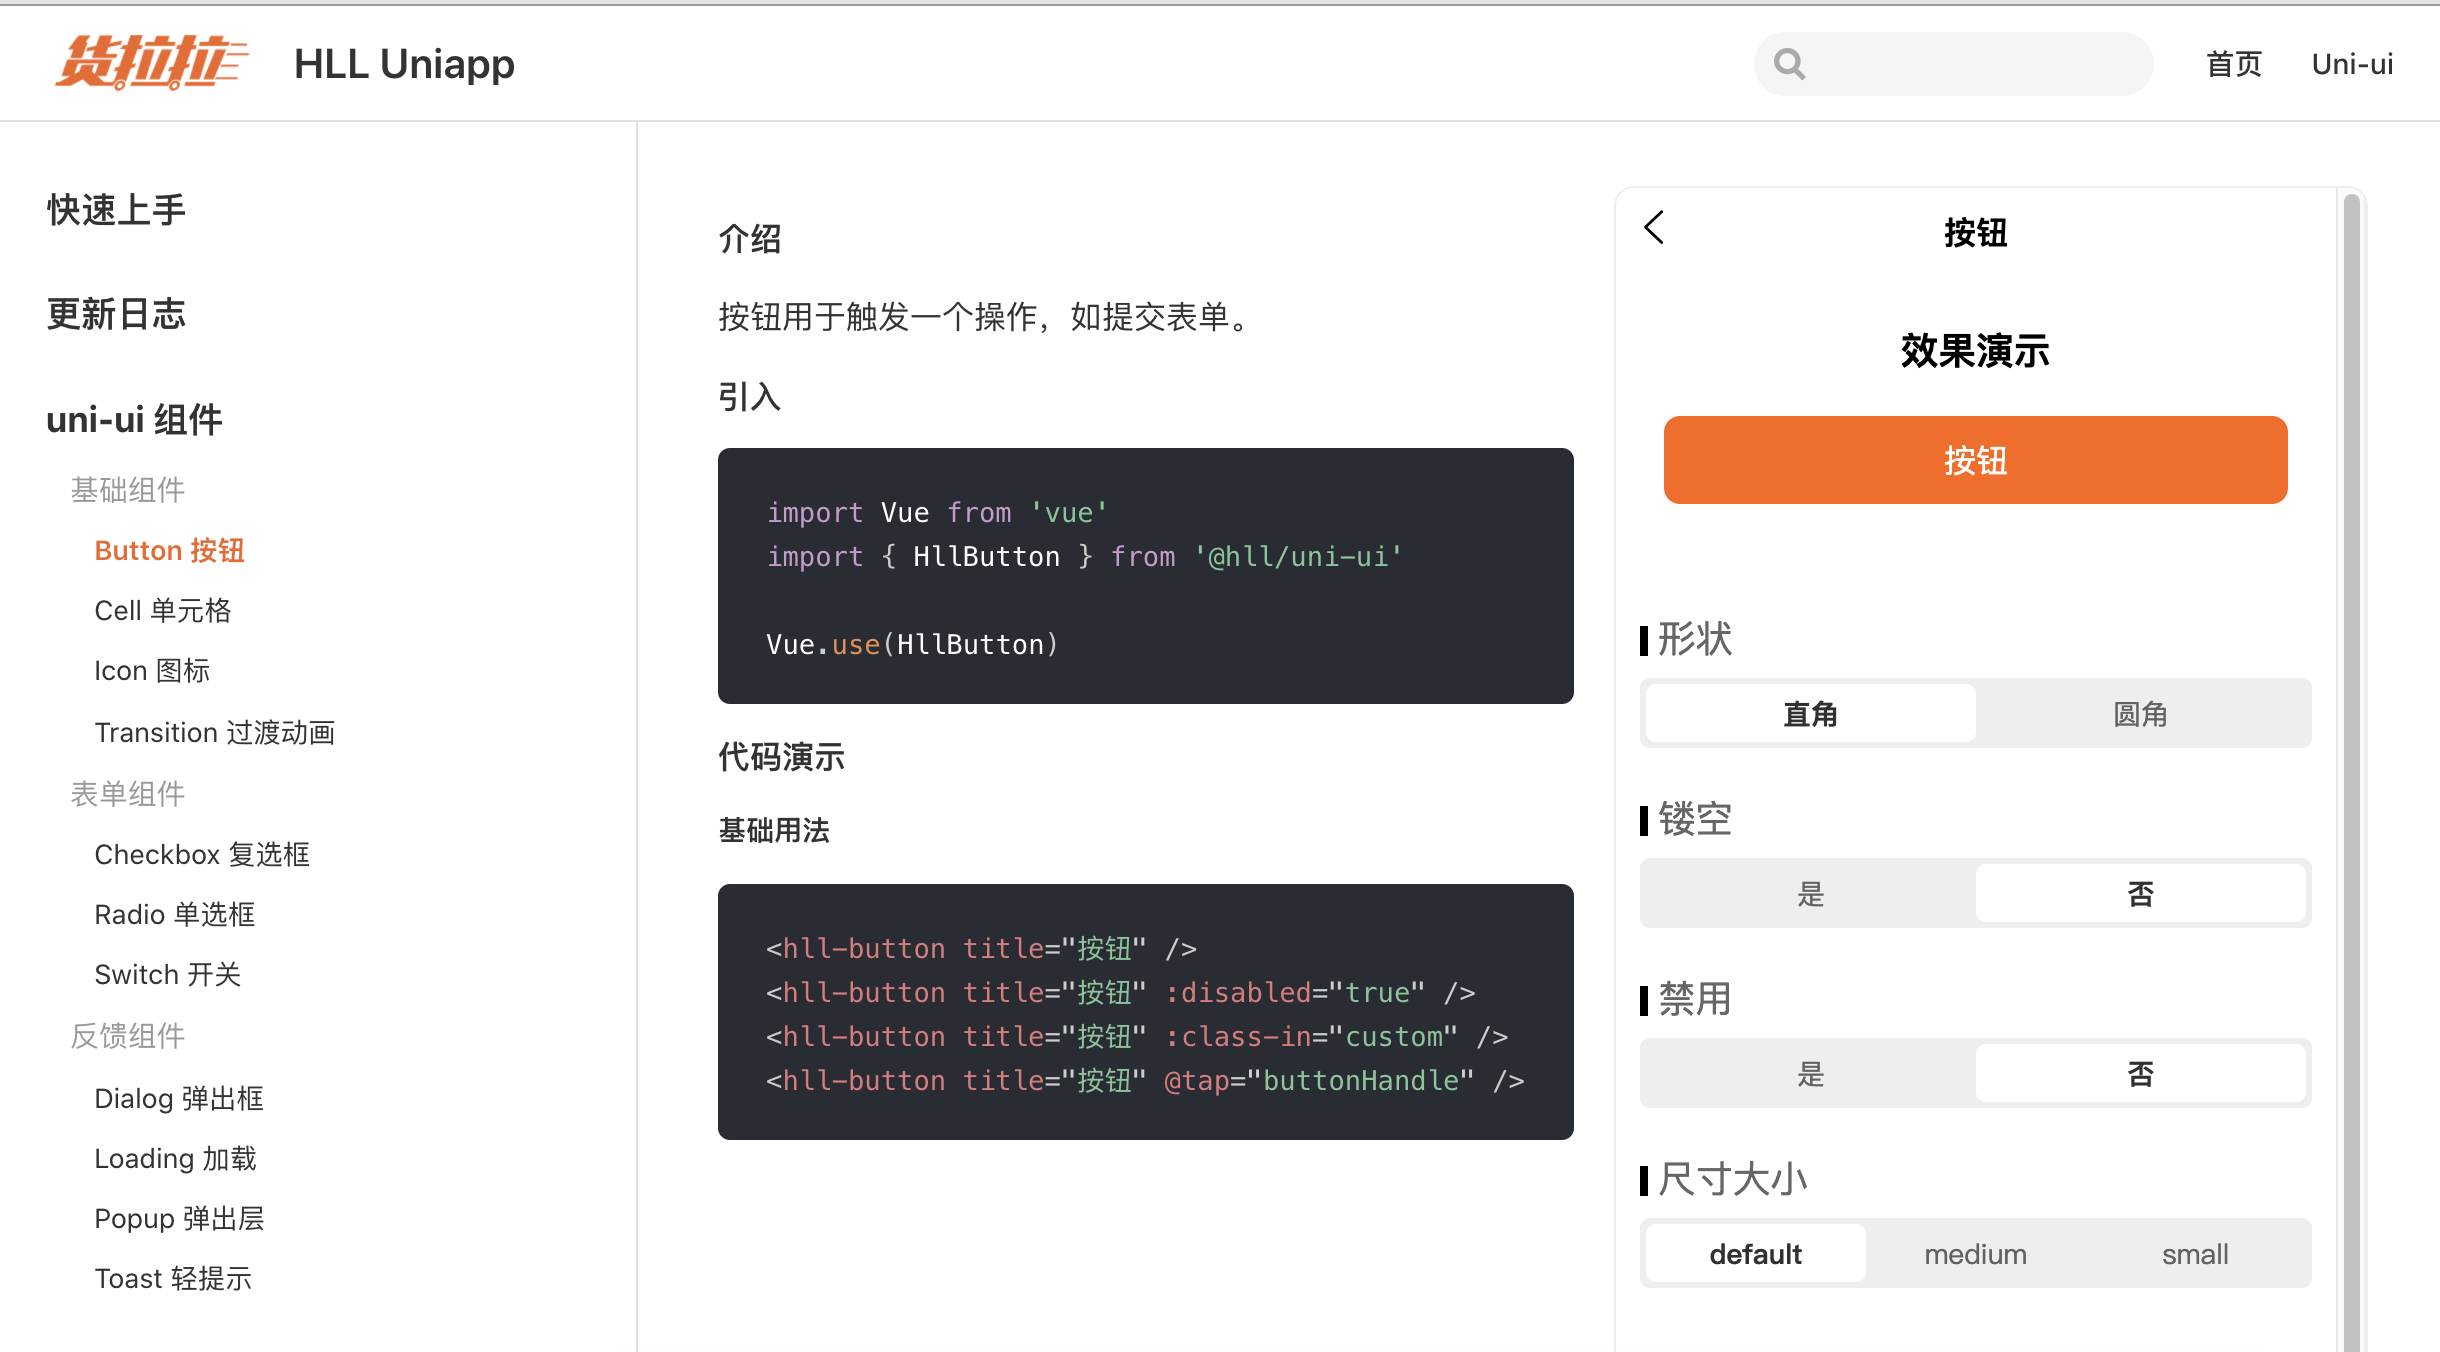 货拉拉
HLL Uniapp
首页
Uni-ui
快速上手
更新日志
uni-ui 组件
基础组件
Button 按钮
Cell 单元格
Icon 图标
Transition 过渡动画
表单组件
Checkbox 复选框
Radio 单选框
Switch 开关
反馈组件
Dialog 弹出框
Loading 加载
Popup 弹出层
Toast 轻提示
介绍
按钮用于触发一个操作，如提交表单。
引入
import Vue from 'vue'
import { HllButton } from '@hll/uni-ui'
Vue.use(HllButton)
代码演示
基础用法
<hll-button title="按钮" />
<hll-button title="按钮" :disabled="true" />
<hll-button title="按钮" :class-in="custom" />
<hll-button title="按钮" @tap="buttonHandle" />
按钮
效果演示
按钮
形状
直角
圆角
镂空
是
否
禁用
是
否
尺寸大小
default
medium
small